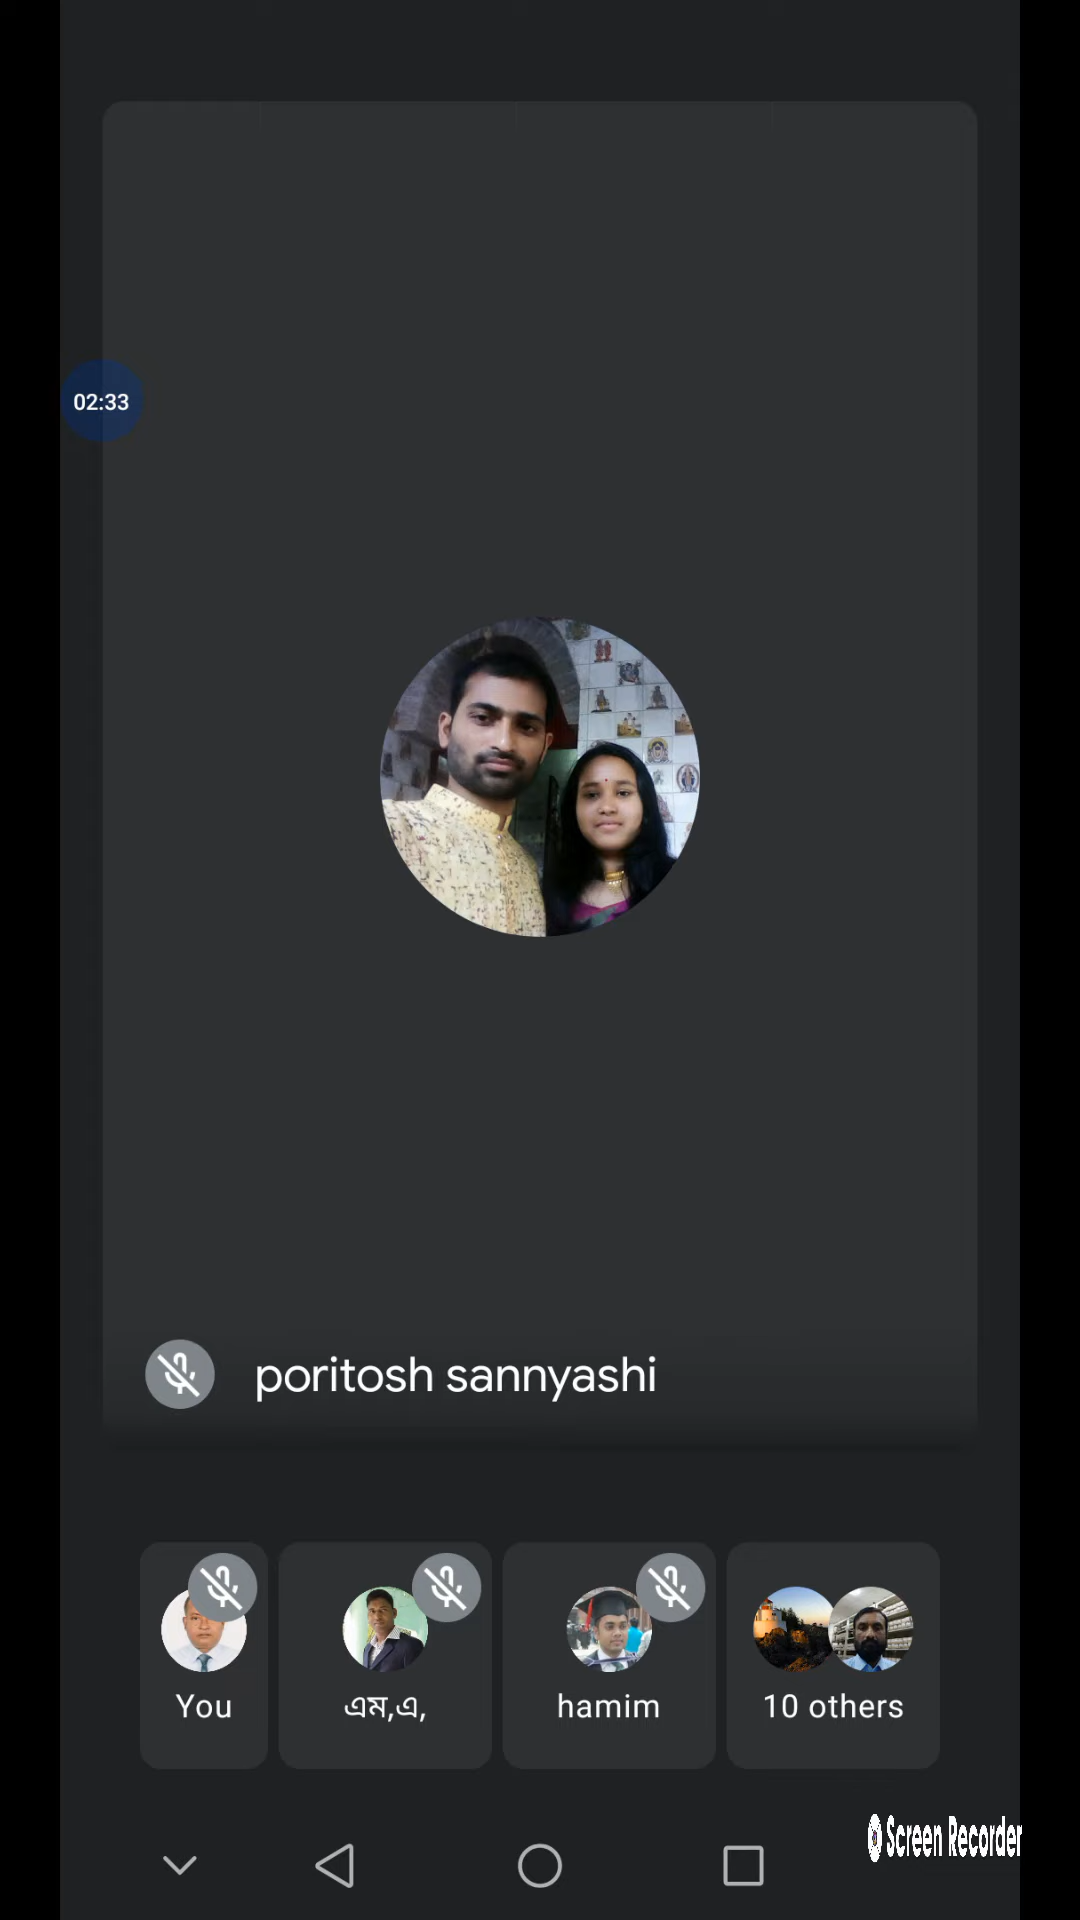 02:33
poritosh sannyashi
You
এম,এ,
hamim
10 others
Screen Recorder